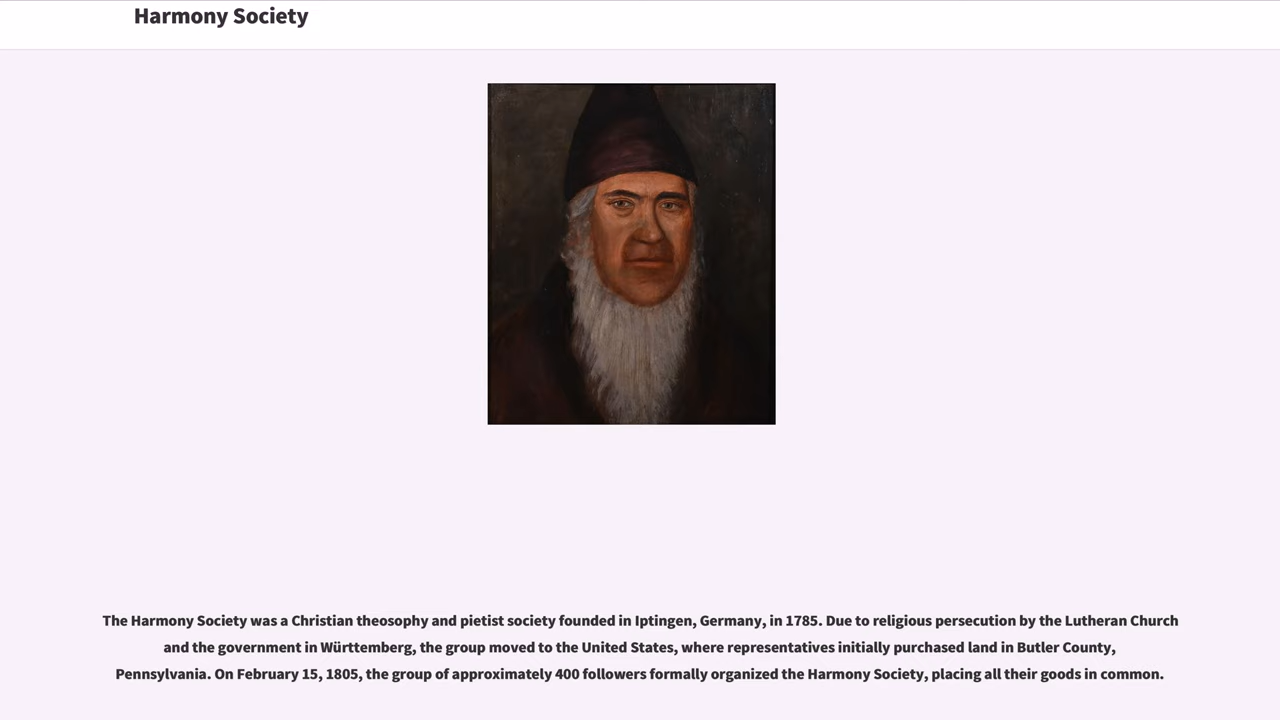 Harmony Society
The Harmony Society was a Christian theosophy and pietist society founded in Iptingen, Germany, in 1785. Due to religious persecution by the Lutheran Church
and the government in Württemberg, the group moved to the United States, where representatives initially purchased land in Butler County,
Pennsylvania. On February 15, 1805, the group of approximately 400 followers formally organized the Harmony Society, placing all their goods in common.